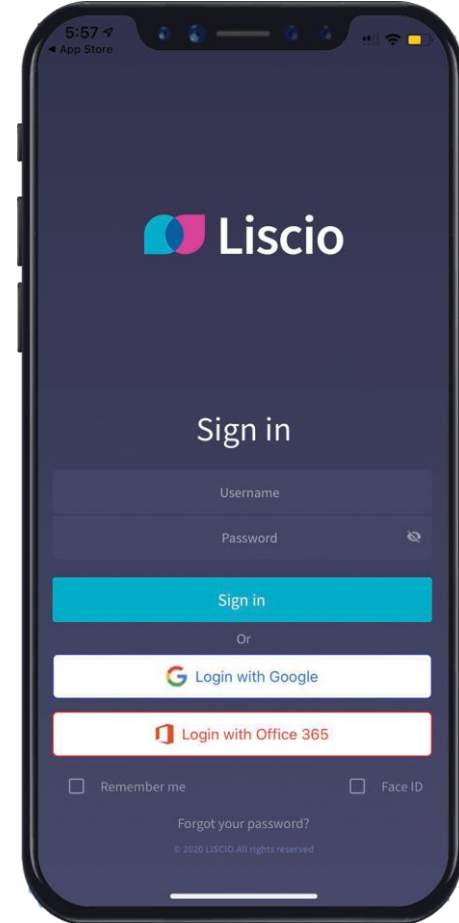 5:57
◀ App Store
Liscio
Sign in
Username
Password
Sign in
Or
Login with Google
Login with Office 365
Remember me
Face ID
Forgot your password?
© 2020 LISCIO.All rights reserved